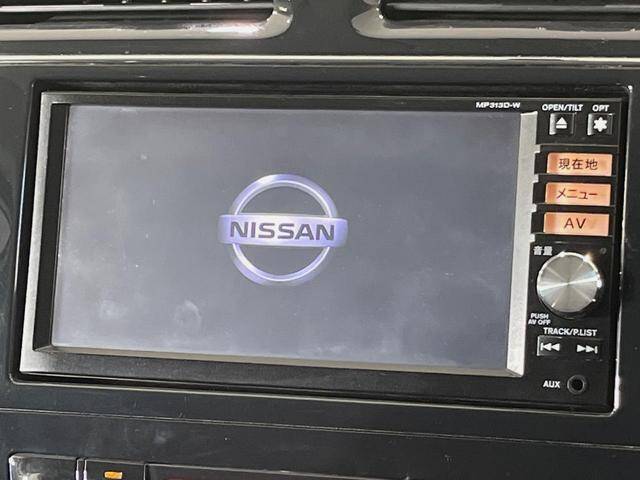 MP313D-W
OPEN/TILT OPT
現在地
メニュー
AV
NISSAN
音量
PUSH
AV OFF
TRACK/P.LIST
AUX